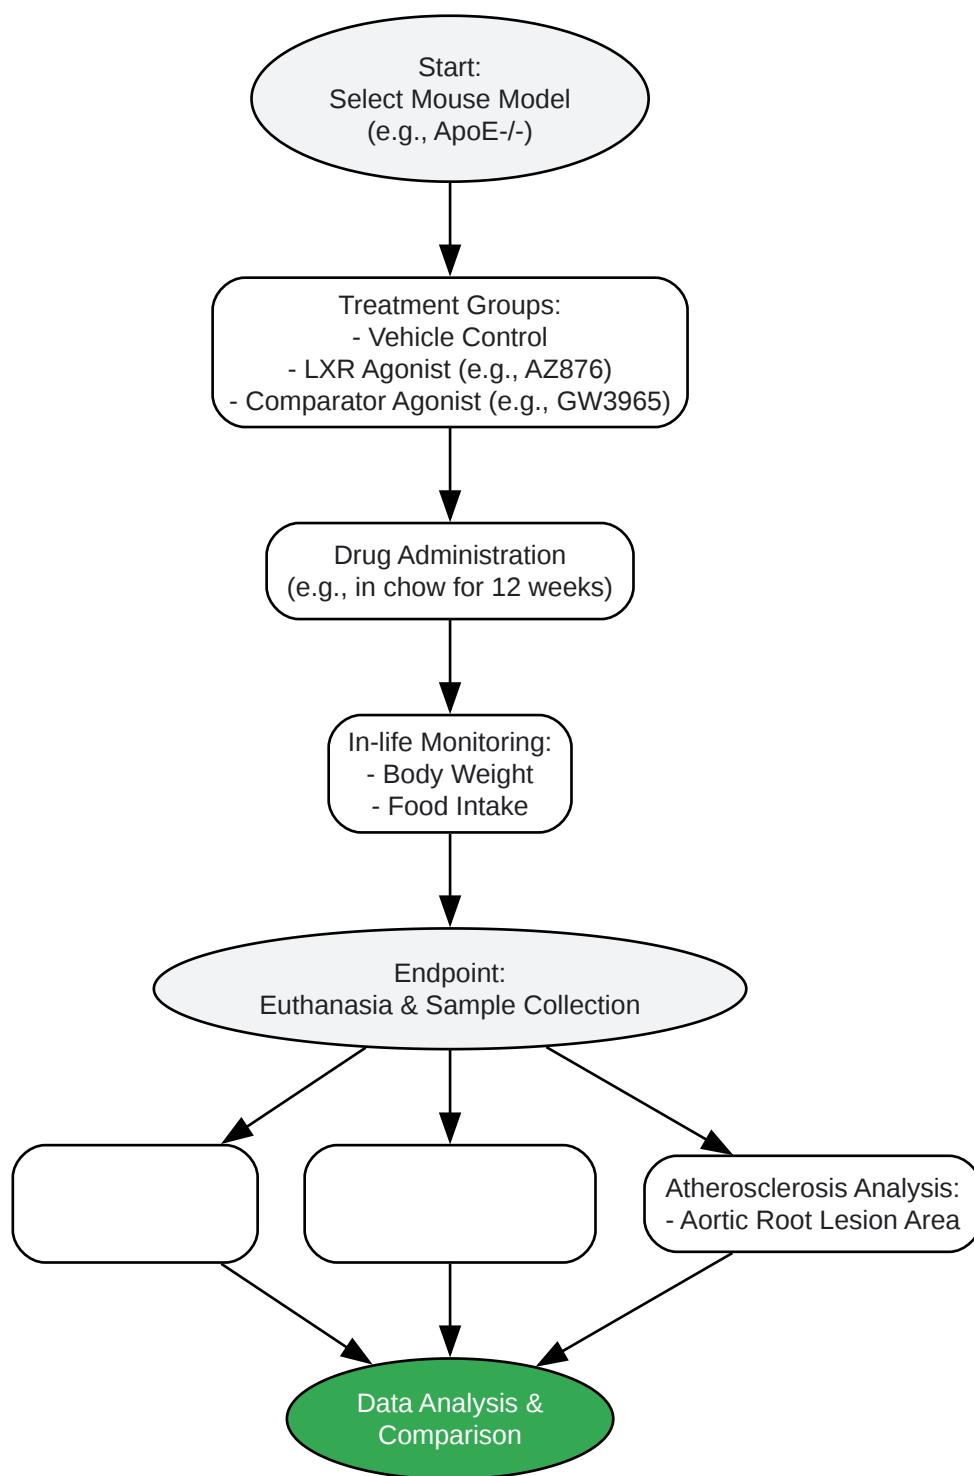 Start:
Select Mouse Model
(e.g., ApoE-/-)
Treatment Groups:
- Vehicle Control
- LXR Agonist (e.g., AZ876)
- Comparator Agonist (e.g., GW3965)
Drug Administration
(e.g., in chow for 12 weeks)
In-life Monitoring:
- Body Weight
- Food Intake
Endpoint:
Euthanasia & Sample Collection
Atherosclerosis Analysis:
- Aortic Root Lesion Area
Data Analysis &
Comparison